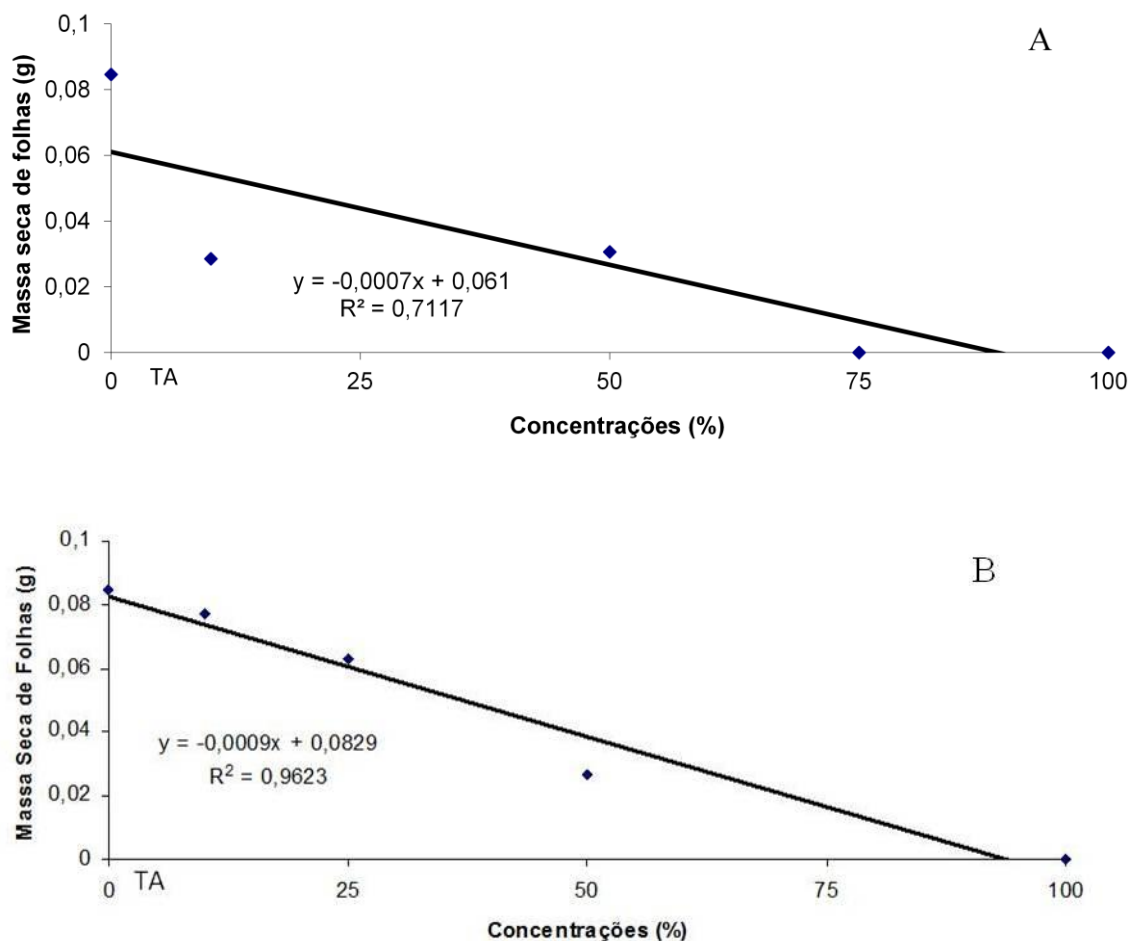 A
Massa seca de folhas (g)
0,1
0,08
0,06
0,04
0,02
0
y = -0,0007x + 0,061
R² = 0,7117
0 TA 25 50 75 100
Concentrações (%)
B
Massa Seca de Folhas (g)
0,1
0,08
0,06
0,04
0,02
0
y = -0,0009x + 0,0829
R² = 0,9623
0 TA 25 50 75 100
Concentrações (%)